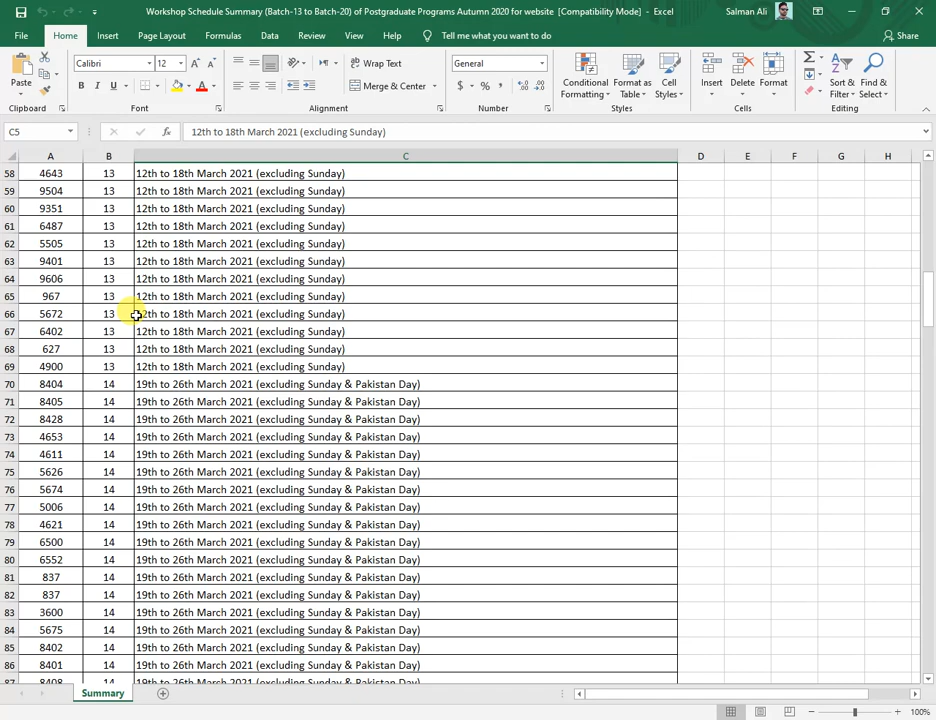 Workshop Schedule Summary (Batch-13 to Batch-20) of Postgraduate Programs Autumn 2020 for website [Compatibility Mode] - Excel
Salman Ali
File Home Insert Page Layout Formulas Data Review View Help Tell me what you want to do Share
Paste
Calibri 12
B I U
Wrap Text
Merge & Center
General
$ % ,
Conditional Formatting
Format as Table
Cell Styles
Insert Delete Format
Sort & Filter
Find & Select
Clipboard Font Alignment Number Styles Cells Editing
C5 fx 12th to 18th March 2021 (excluding Sunday)
A B C D E F G H
58 4643 13 12th to 18th March 2021 (excluding Sunday)
59 9504 13 12th to 18th March 2021 (excluding Sunday)
60 9351 13 12th to 18th March 2021 (excluding Sunday)
61 6487 13 12th to 18th March 2021 (excluding Sunday)
62 5505 13 12th to 18th March 2021 (excluding Sunday)
63 9401 13 12th to 18th March 2021 (excluding Sunday)
64 9606 13 12th to 18th March 2021 (excluding Sunday)
65 967 13 12th to 18th March 2021 (excluding Sunday)
66 5672 13 12th to 18th March 2021 (excluding Sunday)
67 6402 13 12th to 18th March 2021 (excluding Sunday)
68 627 13 12th to 18th March 2021 (excluding Sunday)
69 4900 13 12th to 18th March 2021 (excluding Sunday)
70 8404 14 19th to 26th March 2021 (excluding Sunday & Pakistan Day)
71 8405 14 19th to 26th March 2021 (excluding Sunday & Pakistan Day)
72 8428 14 19th to 26th March 2021 (excluding Sunday & Pakistan Day)
73 4653 14 19th to 26th March 2021 (excluding Sunday & Pakistan Day)
74 4611 14 19th to 26th March 2021 (excluding Sunday & Pakistan Day)
75 5626 14 19th to 26th March 2021 (excluding Sunday & Pakistan Day)
76 5674 14 19th to 26th March 2021 (excluding Sunday & Pakistan Day)
77 5006 14 19th to 26th March 2021 (excluding Sunday & Pakistan Day)
78 4621 14 19th to 26th March 2021 (excluding Sunday & Pakistan Day)
79 6500 14 19th to 26th March 2021 (excluding Sunday & Pakistan Day)
80 6552 14 19th to 26th March 2021 (excluding Sunday & Pakistan Day)
81 837 14 19th to 26th March 2021 (excluding Sunday & Pakistan Day)
82 837 14 19th to 26th March 2021 (excluding Sunday & Pakistan Day)
83 3600 14 19th to 26th March 2021 (excluding Sunday & Pakistan Day)
84 5675 14 19th to 26th March 2021 (excluding Sunday & Pakistan Day)
85 8402 14 19th to 26th March 2021 (excluding Sunday & Pakistan Day)
86 8401 14 19th to 26th March 2021 (excluding Sunday & Pakistan Day)
87 8408 14 19th to 26th March 2021 (excluding Sunday & Pakistan Day)
Summary
100%